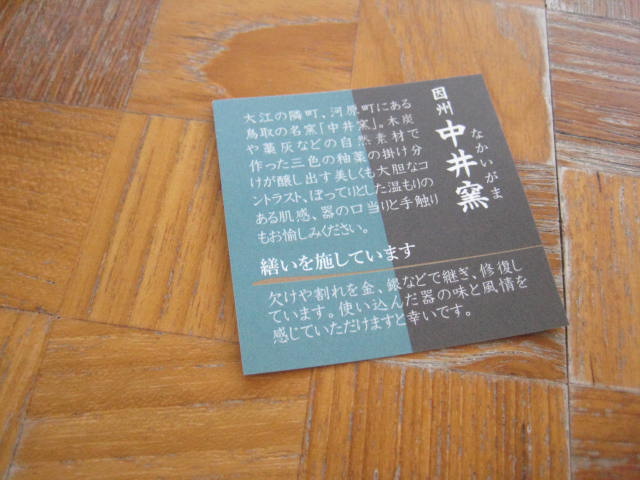 因州
中井窯
なかいがま
大江の隣町、河原町にある
鳥取の名窯「中井窯」。木炭
や藁灰などの自然素材で
作った三色の釉薬の掛け分
けが醸し出す美しくも大胆なコ
ントラスト、ぽってりとした温もりの
ある肌感、器の口当りと手触り
もお愉しみください。
繕いを施しています
欠けや割れを金、銀などで継ぎ、修復し
ています。使い込んだ器の味と風情を
感じていただけますと幸いです。